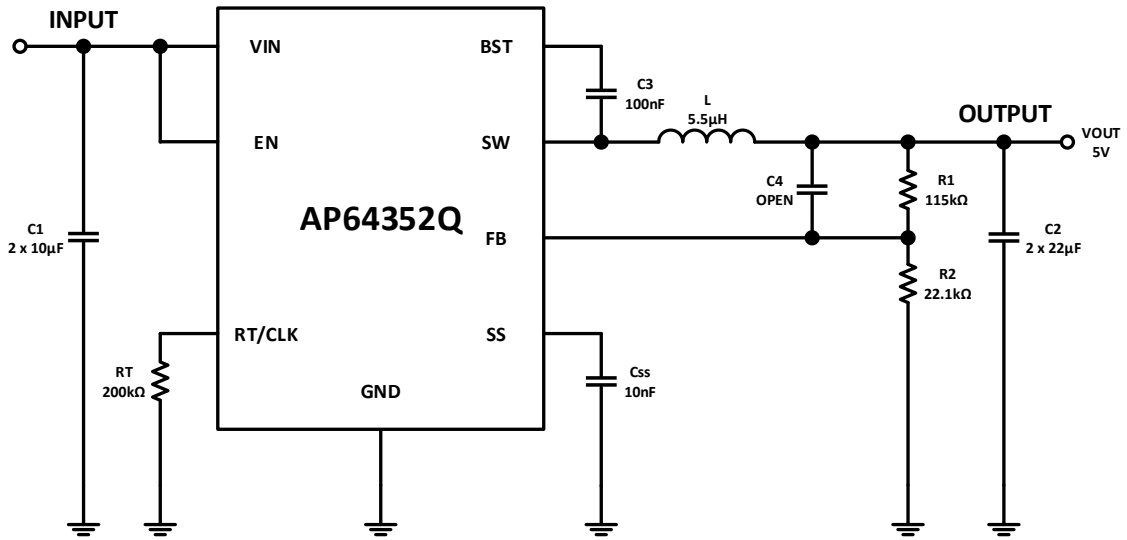 INPUT
VIN
BST
C3
100nF
L
5.5µH
OUTPUT
VOUT
5V
EN
SW
C4
OPEN
R1
115kΩ
AP64352Q
FB
C1
2 x 10µF
C2
2 x 22µF
R2
22.1kΩ
RT/CLK
SS
RT
200kΩ
GND
Css
10nF